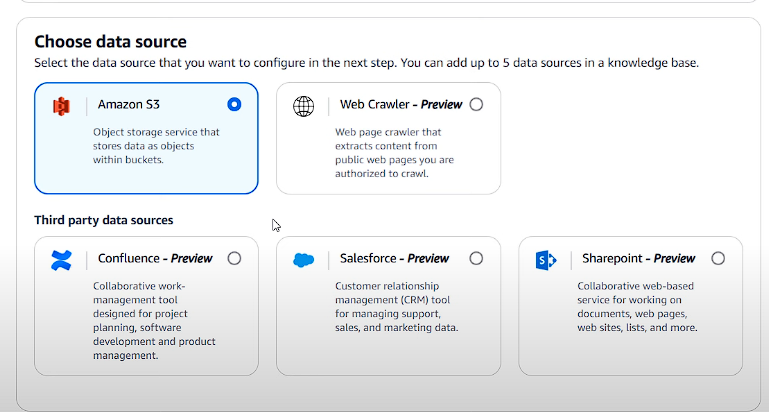 Choose data source
Select the data source that you want to configure in the next step. You can add up to 5 data sources in a knowledge base.
Amazon S3
Object storage service that
stores data as objects
within buckets.
Web Crawler - Preview
Web page crawler that
extracts content from
public web pages you are
authorized to crawl.
Third party data sources
Confluence - Preview
Collaborative work-
management tool
designed for project
planning, software
development and product
management.
Salesforce - Preview
Customer relationship
management (CRM) tool
for managing support,
sales, and marketing data.
S
Sharepoint - Preview
Collaborative web-based
service for working on
documents, web pages,
web sites, lists, and more.